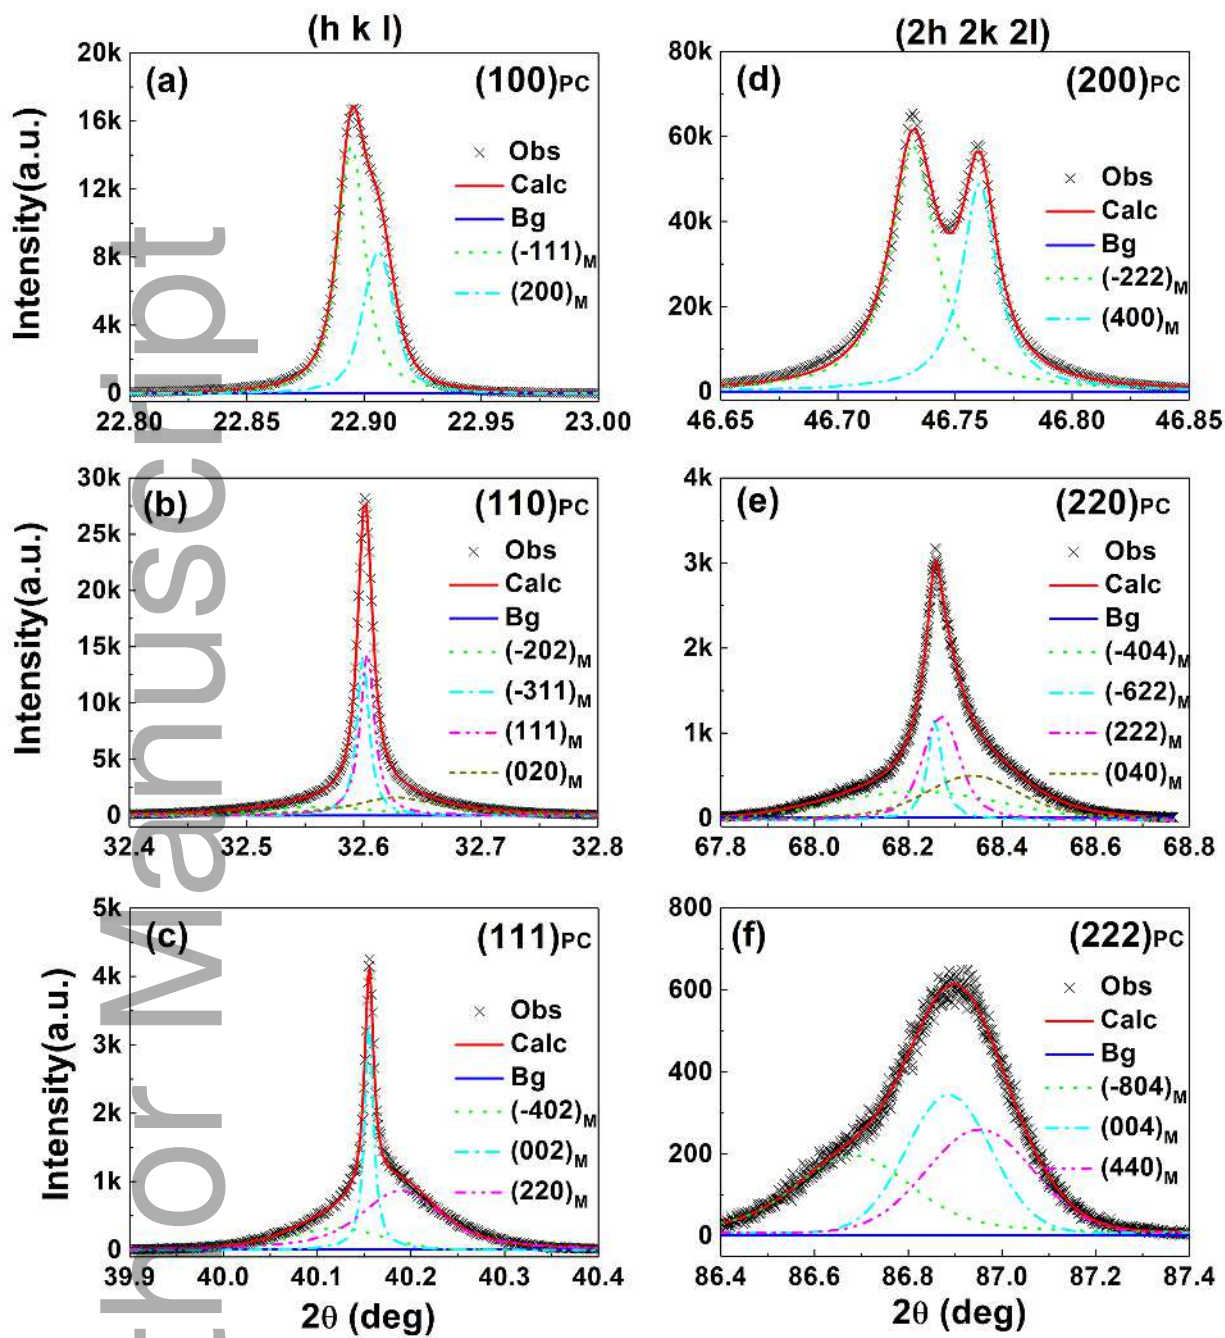 (h k l)
(2h 2k 2l)
(a)
(100)PC
Obs
Calc
Bg
(-111)M
(200)M
Intensity(a.u.)
20k
16k
12k
8k
4k
0
22.80 22.85 22.90 22.95 23.00
(d)
(200)PC
Obs
Calc
Bg
(-222)M
(400)M
80k
60k
40k
20k
0
46.65 46.70 46.75 46.80 46.85
(b)
(110)PC
Obs
Calc
Bg
(-202)M
(-311)M
(111)M
(020)M
Intensity(a.u.)
30k
25k
20k
15k
10k
5k
0
32.4 32.5 32.6 32.7 32.8
(e)
(220)PC
Obs
Calc
Bg
(-404)M
(-622)M
(222)M
(040)M
4k
3k
2k
1k
0
67.8 68.0 68.2 68.4 68.6 68.8
(c)
(111)PC
Obs
Calc
Bg
(-402)M
(002)M
(220)M
Intensity(a.u.)
5k
4k
3k
2k
1k
0
39.9 40.0 40.1 40.2 40.3 40.4
2θ (deg)
(f)
(222)PC
Obs
Calc
Bg
(-804)M
(004)M
(440)M
800
600
400
200
0
86.4 86.6 86.8 87.0 87.2 87.4
2θ (deg)
hor Manuscript